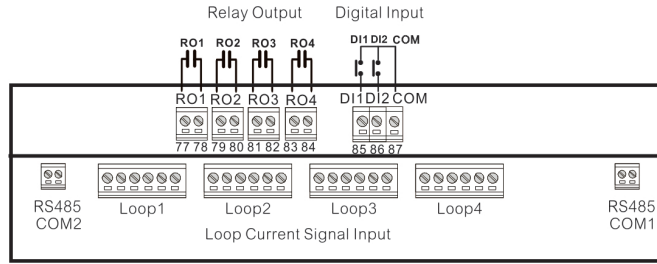 Relay Output Digital Input
RO1 RO2 RO3 RO4 DI1 DI2 COM
RO1 RO2 RO3 RO4 DI1 DI2 COM
77 78 79 80 81 82 83 84 85 86 87
RS485 Loop1 Loop2 Loop3 Loop4 RS485
COM2 COM1
Loop Current Signal Input